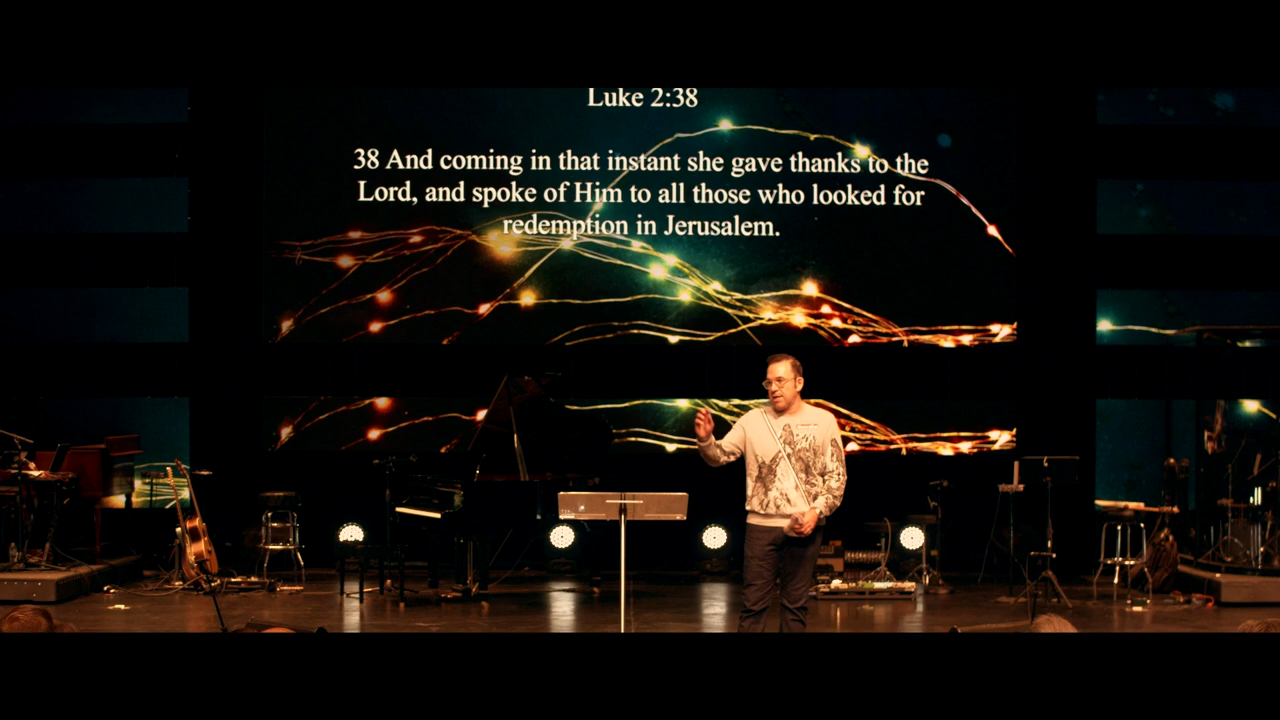 Luke 2:38
38 And coming in that instant she gave thanks to the
Lord, and spoke of Him to all those who looked for
redemption in Jerusalem.